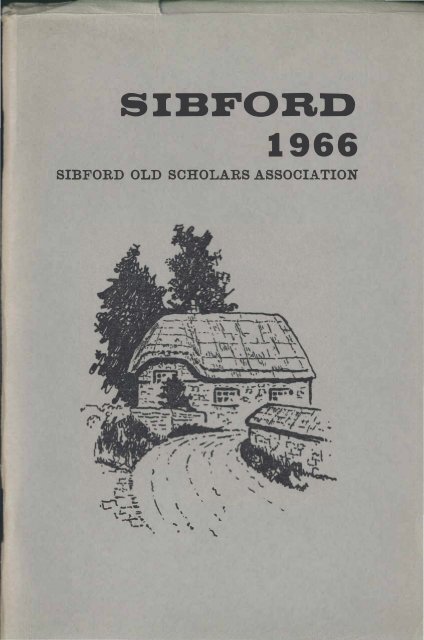 SIBFORD
1966
SIBFORD OLD SCHOLARS ASSOCIATION